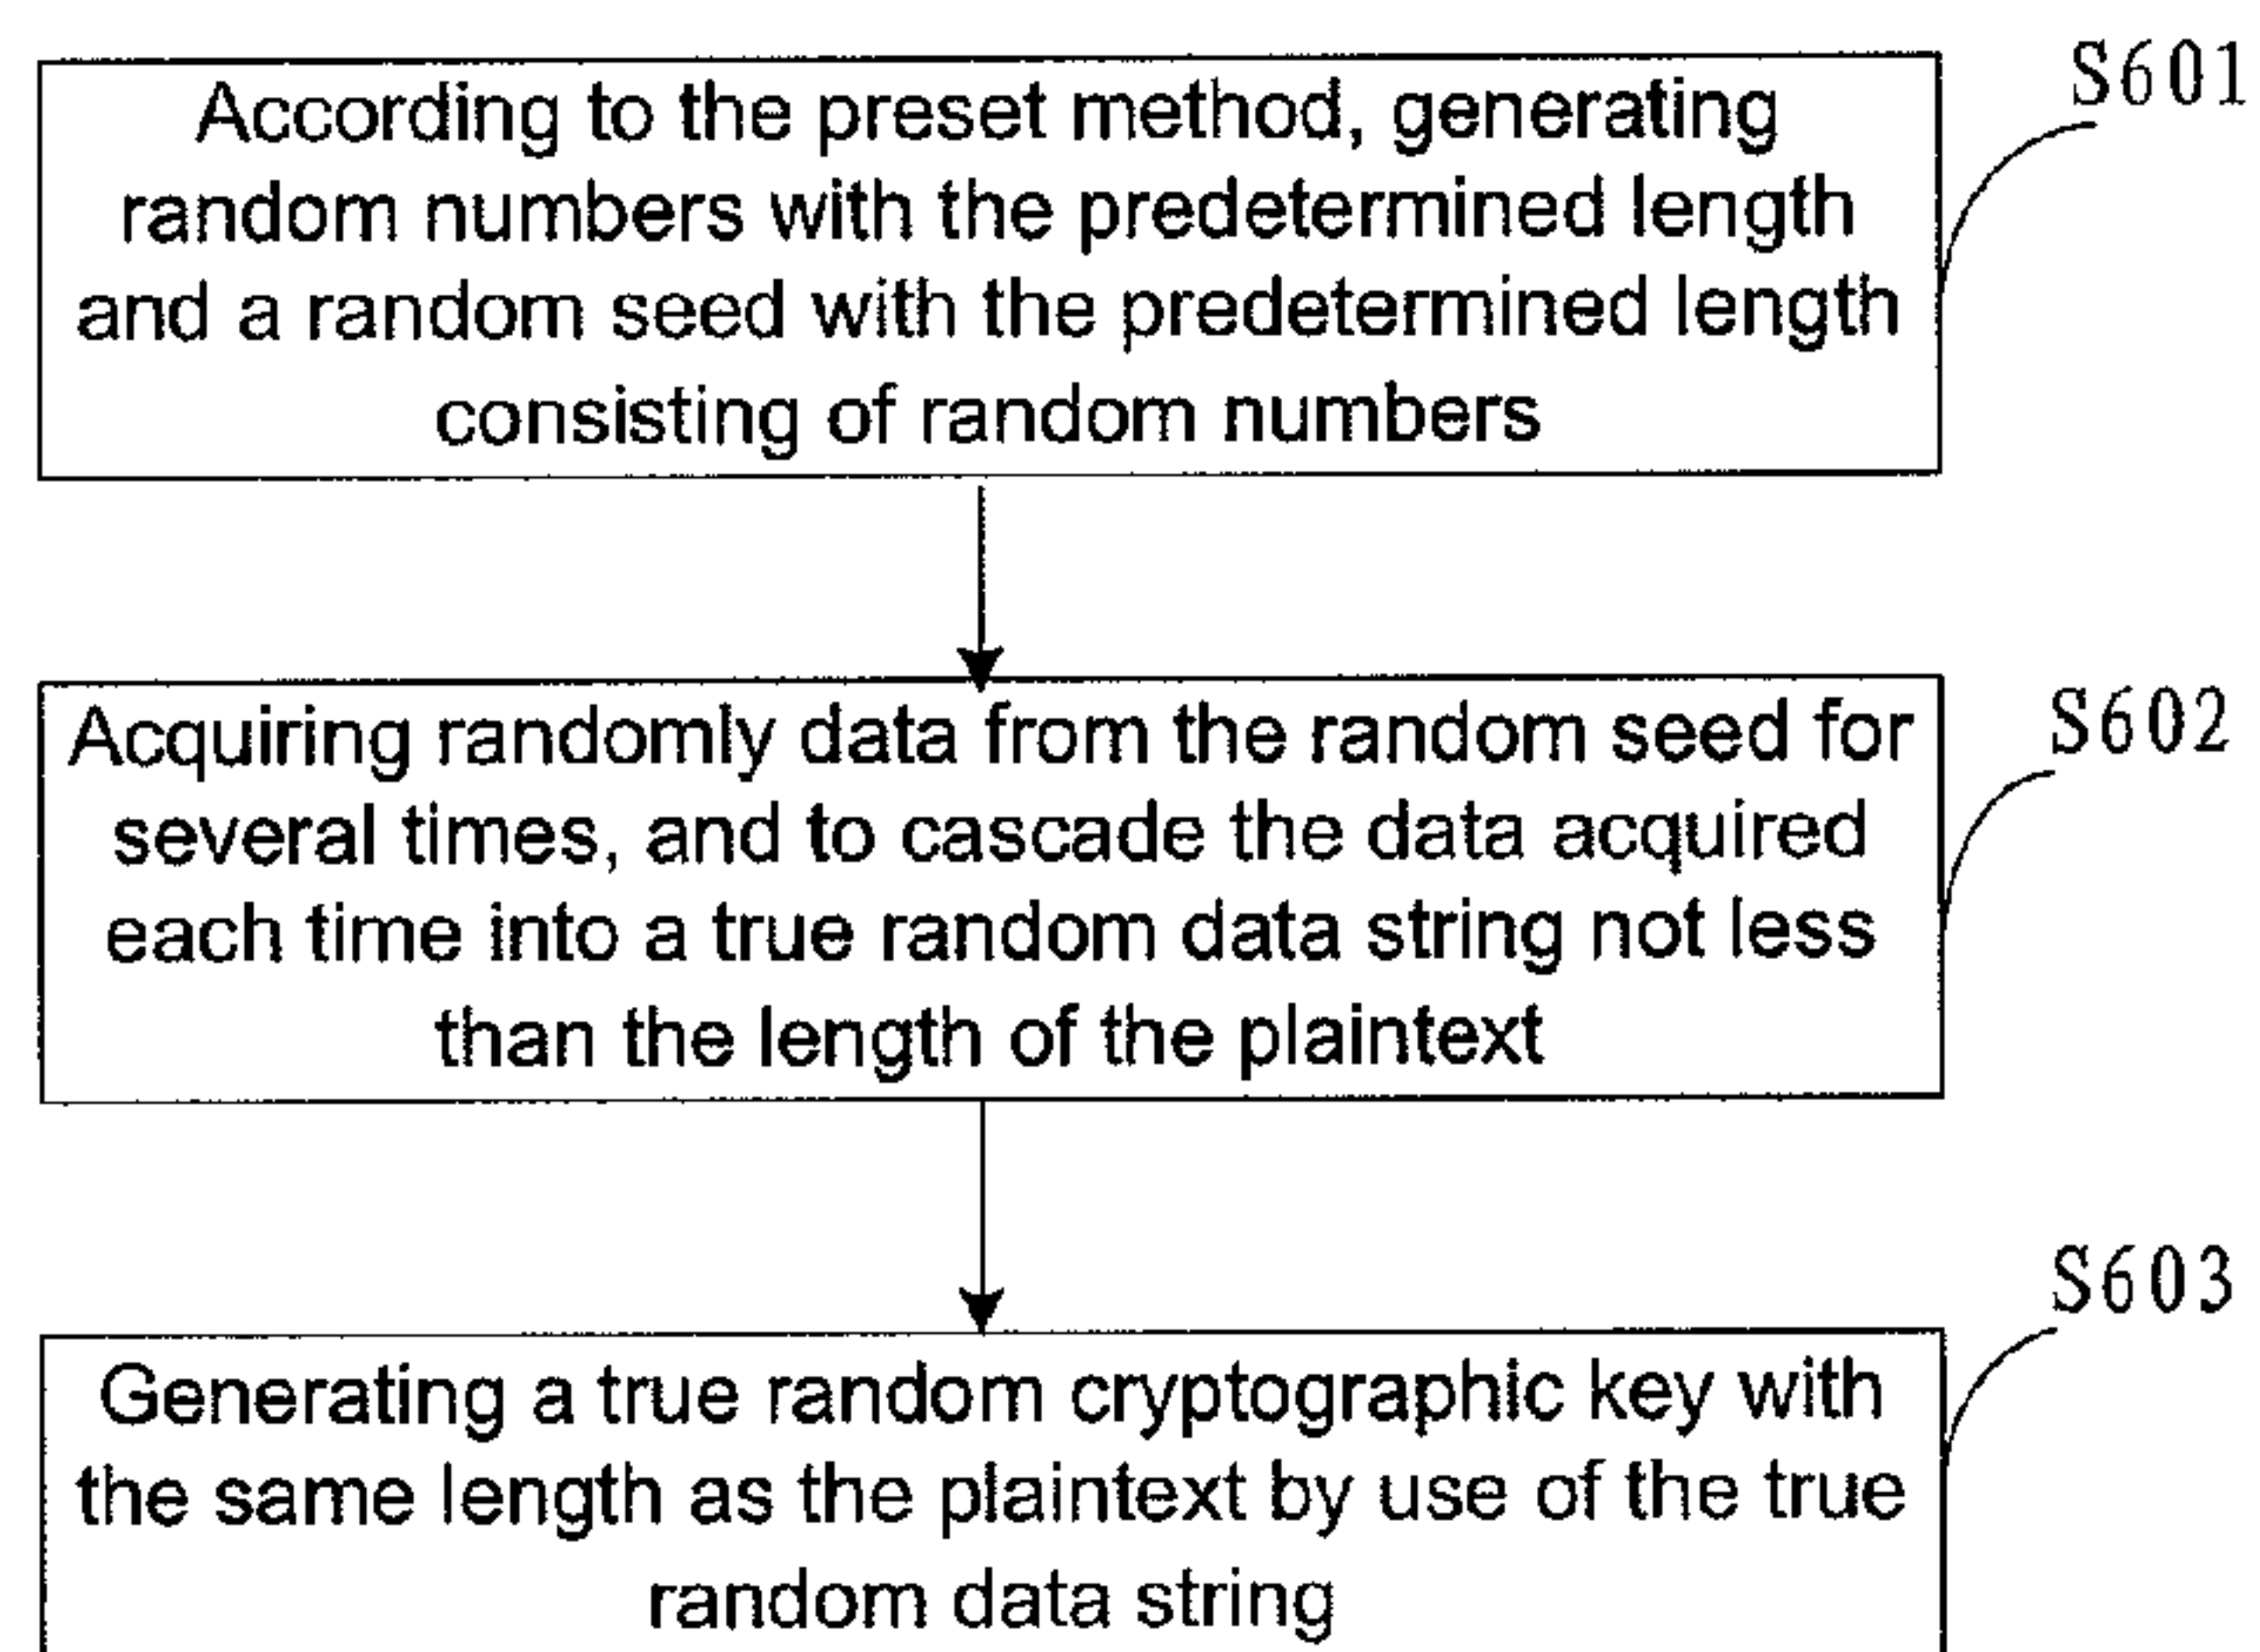 S601
According to the preset method, generating
random numbers with the predetermined length
and a random seed with the predetermined length
consisting of random numbers
S602
Acquiring randomly data from the random seed for
several times, and to cascade the data acquired
each time into a true random data string not less
than the length of the plaintext
S603
Generating a true random cryptographic key with
the same length as the plaintext by use of the true
random data string